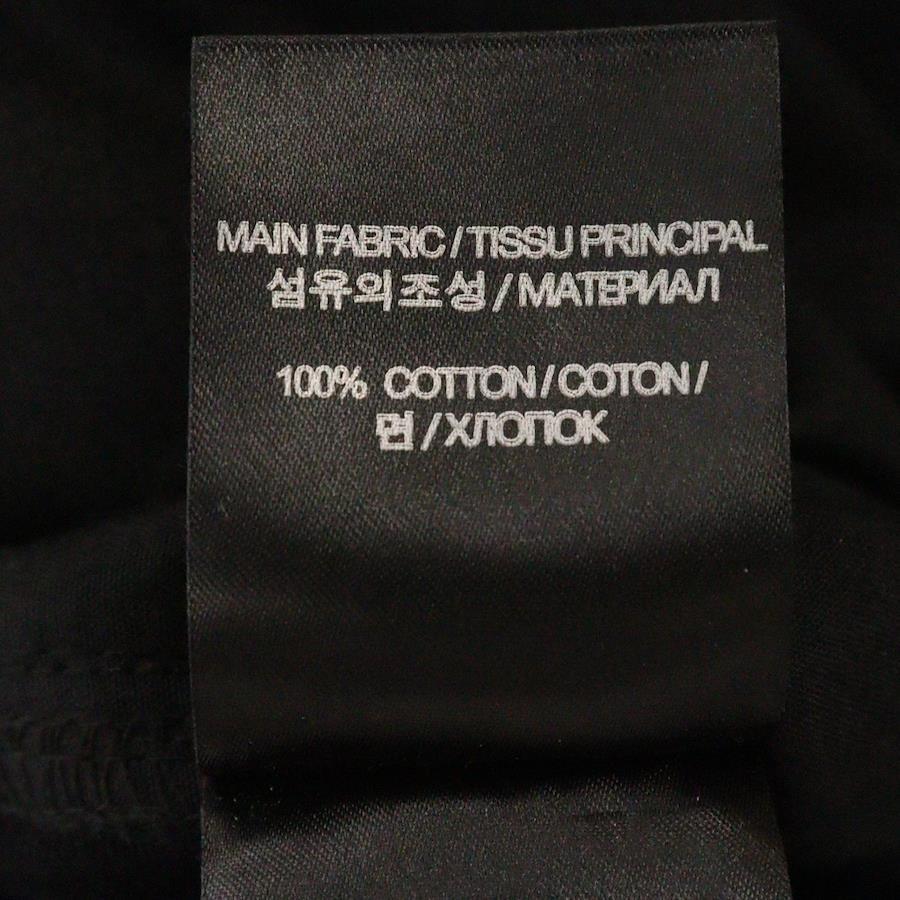 MAIN FABRIC / TISSU PRINCIPAL
섬유의조성 / МАТЕРИАЛ
100% COTTON / COTON /
면 / ХЛОПОК